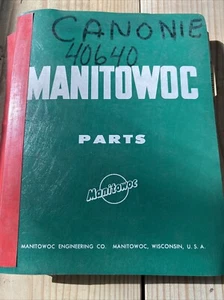 CANONIE
40640
MANITOWOC
PARTS
Manitowoc
MANITOWOC ENGINEERING CO. MANITOWOC, WISCONSIN, U. S. A.